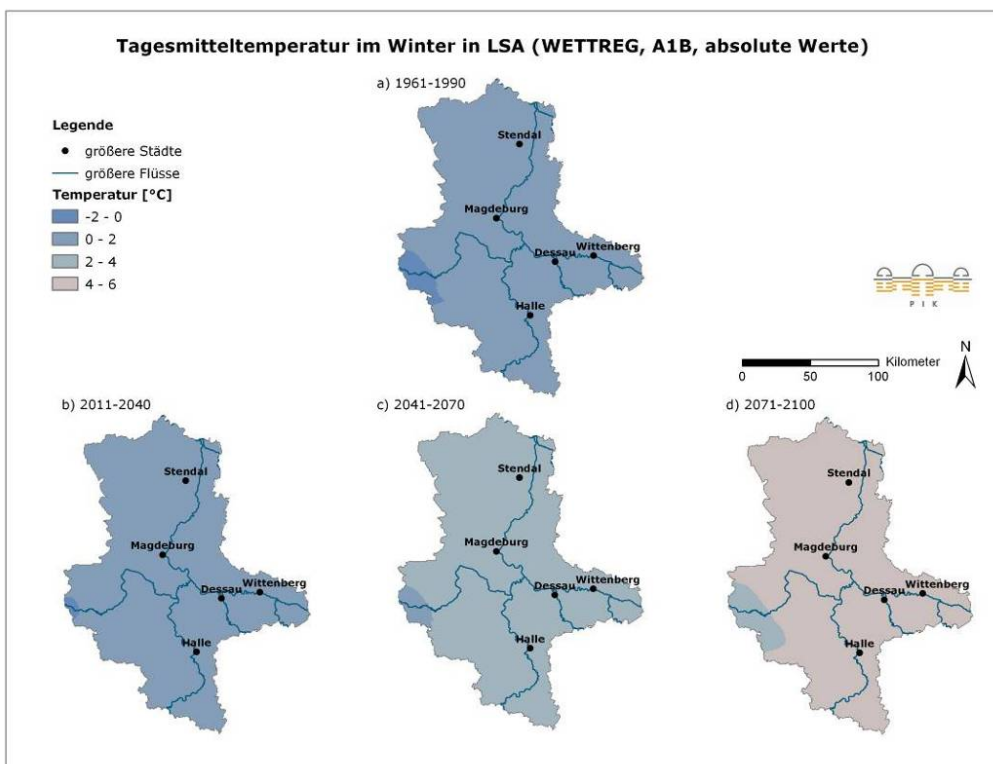 Tagesmitteltemperatur im Winter in LSA (WETTREG, A1B, absolute Werte)
a) 1961-1990
Legende
größere Städte
größere Flüsse
Temperatur [°C]
-2 - 0
0 - 2
2 - 4
4 - 6
Stendal
Magdeburg
Dessau
Wittenberg
Halle
P I K
Kilometer
0 50 100
N
b) 2011-2040
Stendal
Magdeburg
Dessau
Wittenberg
Halle
c) 2041-2070
Stendal
Magdeburg
Dessau
Wittenberg
Halle
d) 2071-2100
Stendal
Magdeburg
Dessau
Wittenberg
Halle